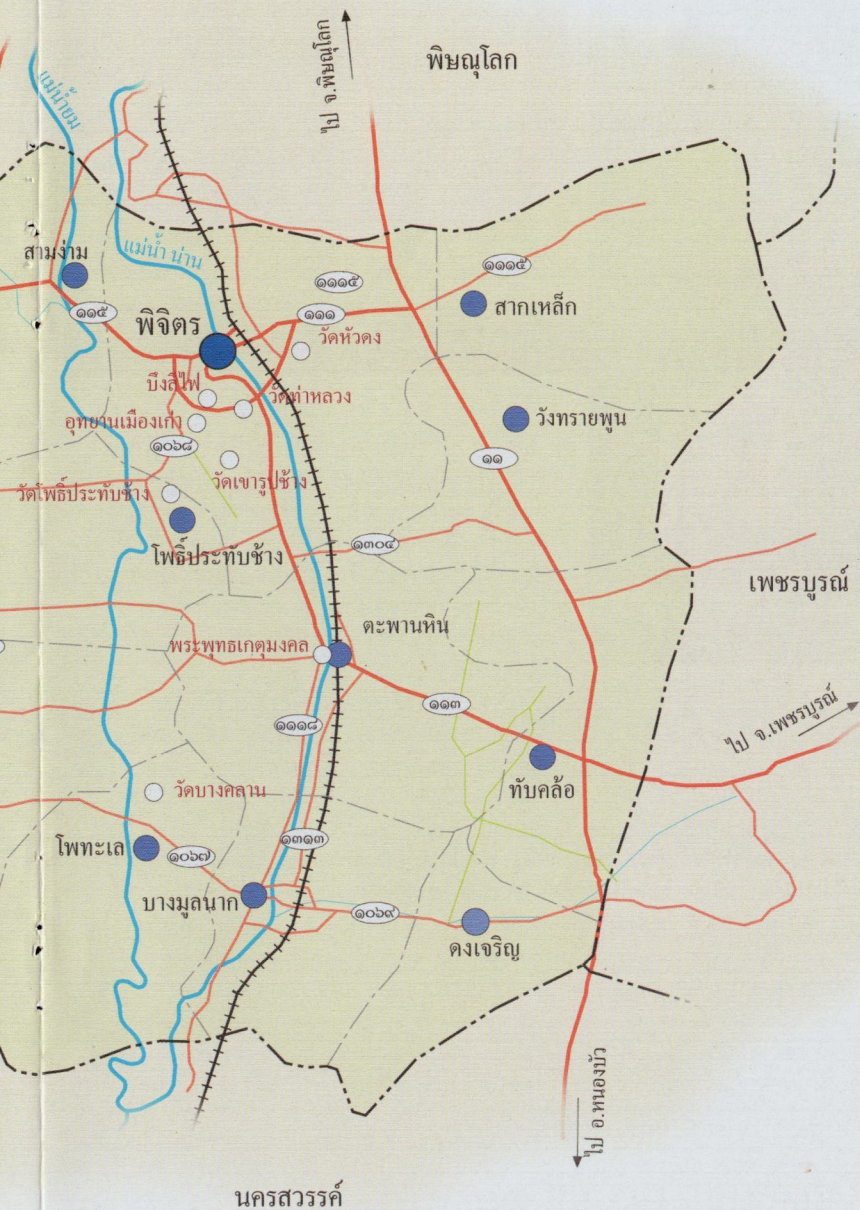 พิษณุโลก
ไป จ.พิษณุโลก
แม่น้ำยม
แม่น้ำ น่าน
สามง่าม
๑๑๕
พิจิตร
๑๑๑๕
๑๑๑๕
๑๑๑
สากเหล็ก
วัดหัวดง
บึงสีไฟ
วัดท่าหลวง
อุทยานเมืองเก่า
๑๐๖๘
วังทรายพูน
๑๑
วัดเขารูปช้าง
วัดโพธิ์ประทับช้าง
โพธิ์ประทับช้าง
๑๓๐๔
เพชรบูรณ์
ตะพานหิน
พระพุทธเกตุมงคล
๑๑๓
๑๑๑๘
ไป จ.เพชรบูรณ์
ทับคล้อ
วัดบางคลาน
โพทะเล
๑๐๖๗
๑๓๑๓
บางมูลนาก
๑๐๖๙
ดงเจริญ
ไป อ.หนองบัว
นครสวรรค์